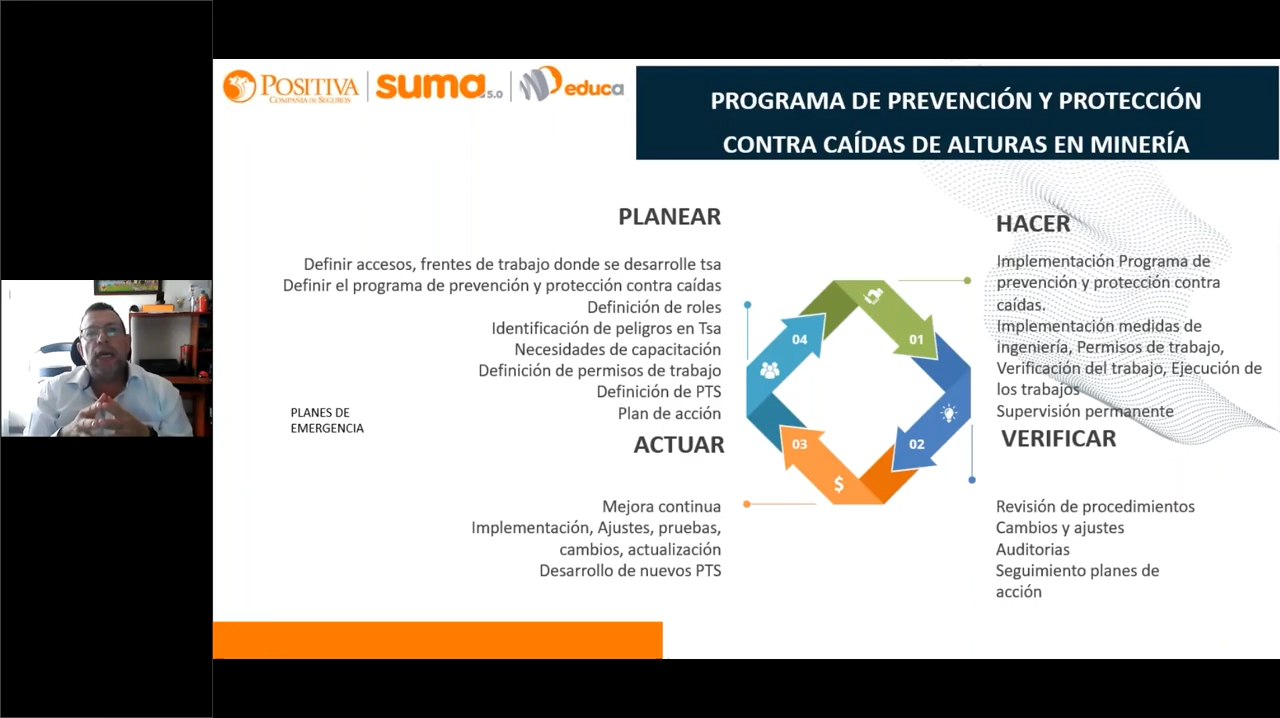 POSITIVA
COMPAÑÍA DE SEGUROS
suma 5.0
educa
PROGRAMA DE PREVENCIÓN Y PROTECCIÓN
CONTRA CAÍDAS DE ALTURAS EN MINERÍA
PLANEAR
Definir accesos, frentes de trabajo donde se desarrolle tsa
Definir el programa de prevención y protección contra caídas
Definición de roles
Identificación de peligros en Tsa
Necesidades de capacitación
Definición de permisos de trabajo
Definición de PTS
Plan de acción
PLANES DE
EMERGENCIA
HACER
Implementación Programa de
prevención y protección contra
caídas.
Implementación medidas de
ingeniería, Permisos de trabajo,
Verificación del trabajo, Ejecución de
los trabajos
Supervisión permanente
04
01
03
02
$
ACTUAR
Mejora continua
Implementación, Ajustes, pruebas,
cambios, actualización
Desarrollo de nuevos PTS
VERIFICAR
Revisión de procedimientos
Cambios y ajustes
Auditorias
Seguimiento planes de
acción